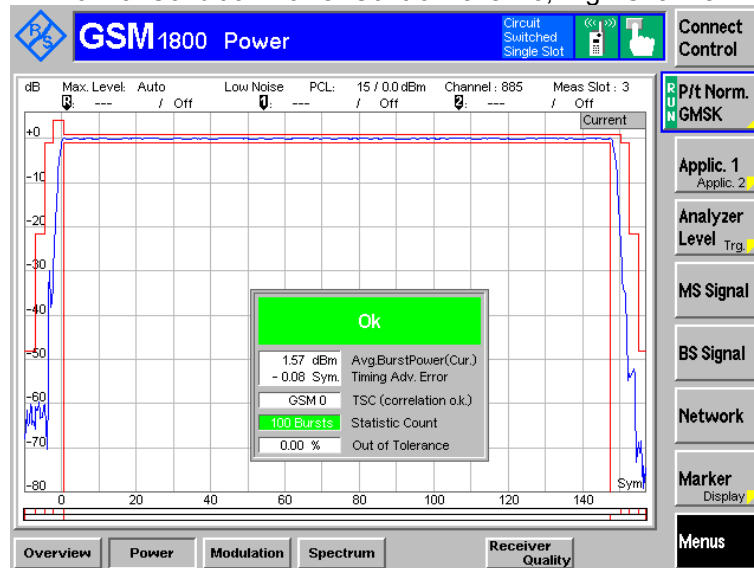 R&S
GSM 1800 Power
Circuit
Switched
Single Slot
Connect
Control
dB Max. Level: Auto Low Noise PCL: 15 / 0.0 dBm Channel : 885 Meas Slot : 3
R: --- / Off 1: --- / Off 2: --- / Off
Current
+0
-10
-20
-30
-40
-50
-60
-70
-80
0 20 40 60 80 100 120 140
Sym
Ok
1.57 dBm Avg.BurstPower(Cur.)
- 0.08 Sym. Timing Adv. Error
GSM 0 TSC (correlation o.k.)
100 Bursts Statistic Count
0.00 % Out of Tolerance
RUN
P/t Norm.
GMSK
Applic. 1
Applic. 2
Analyzer
Level Trg.
MS Signal
BS Signal
Network
Marker
Display
Menus
Overview Power Modulation Spectrum Receiver
Quality